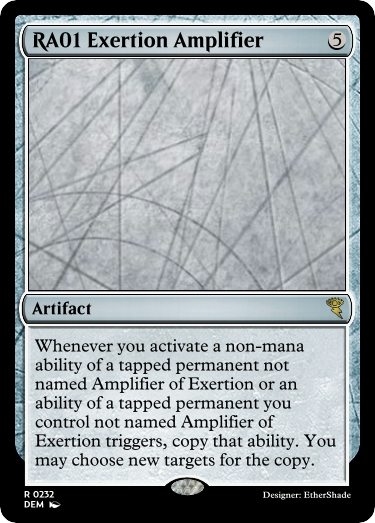 RA01 Exertion Amplifier 5
Artifact
Whenever you activate a non-mana
ability of a tapped permanent not
named Amplifier of Exertion or an
ability of a tapped permanent you
control not named Amplifier of
Exertion triggers, copy that ability. You
may choose new targets for the copy.
R 0232
DEM
Designer: EtherShade